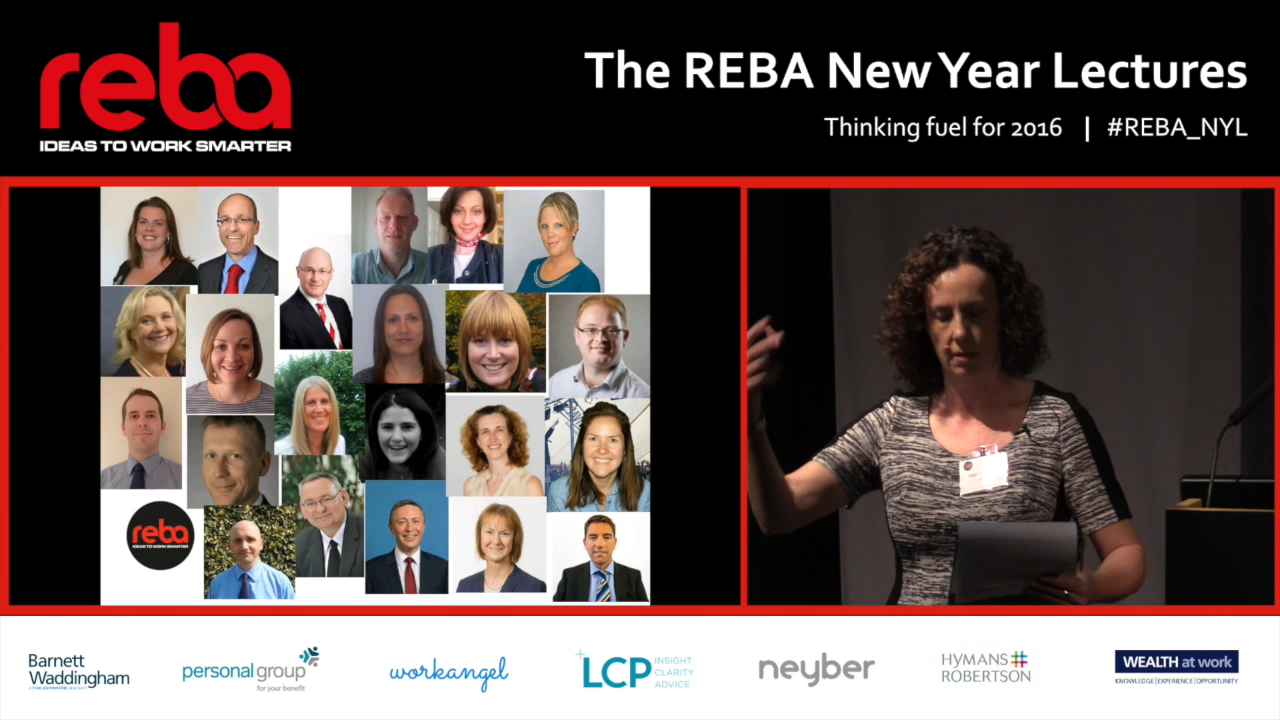 reba
IDEAS TO WORK SMARTER
The REBA New Year Lectures
Thinking fuel for 2016 | #REBA_NYL
reba
IDEAS TO WORK SMARTER
Barnett
Waddingham
personal group
for your benefit
workangel
LCP INSIGHT
CLARITY
ADVICE
neyber
HYMANS #
ROBERTSON
WEALTH at work
KNOWLEDGE | EXPERIENCE | OPPORTUNITY